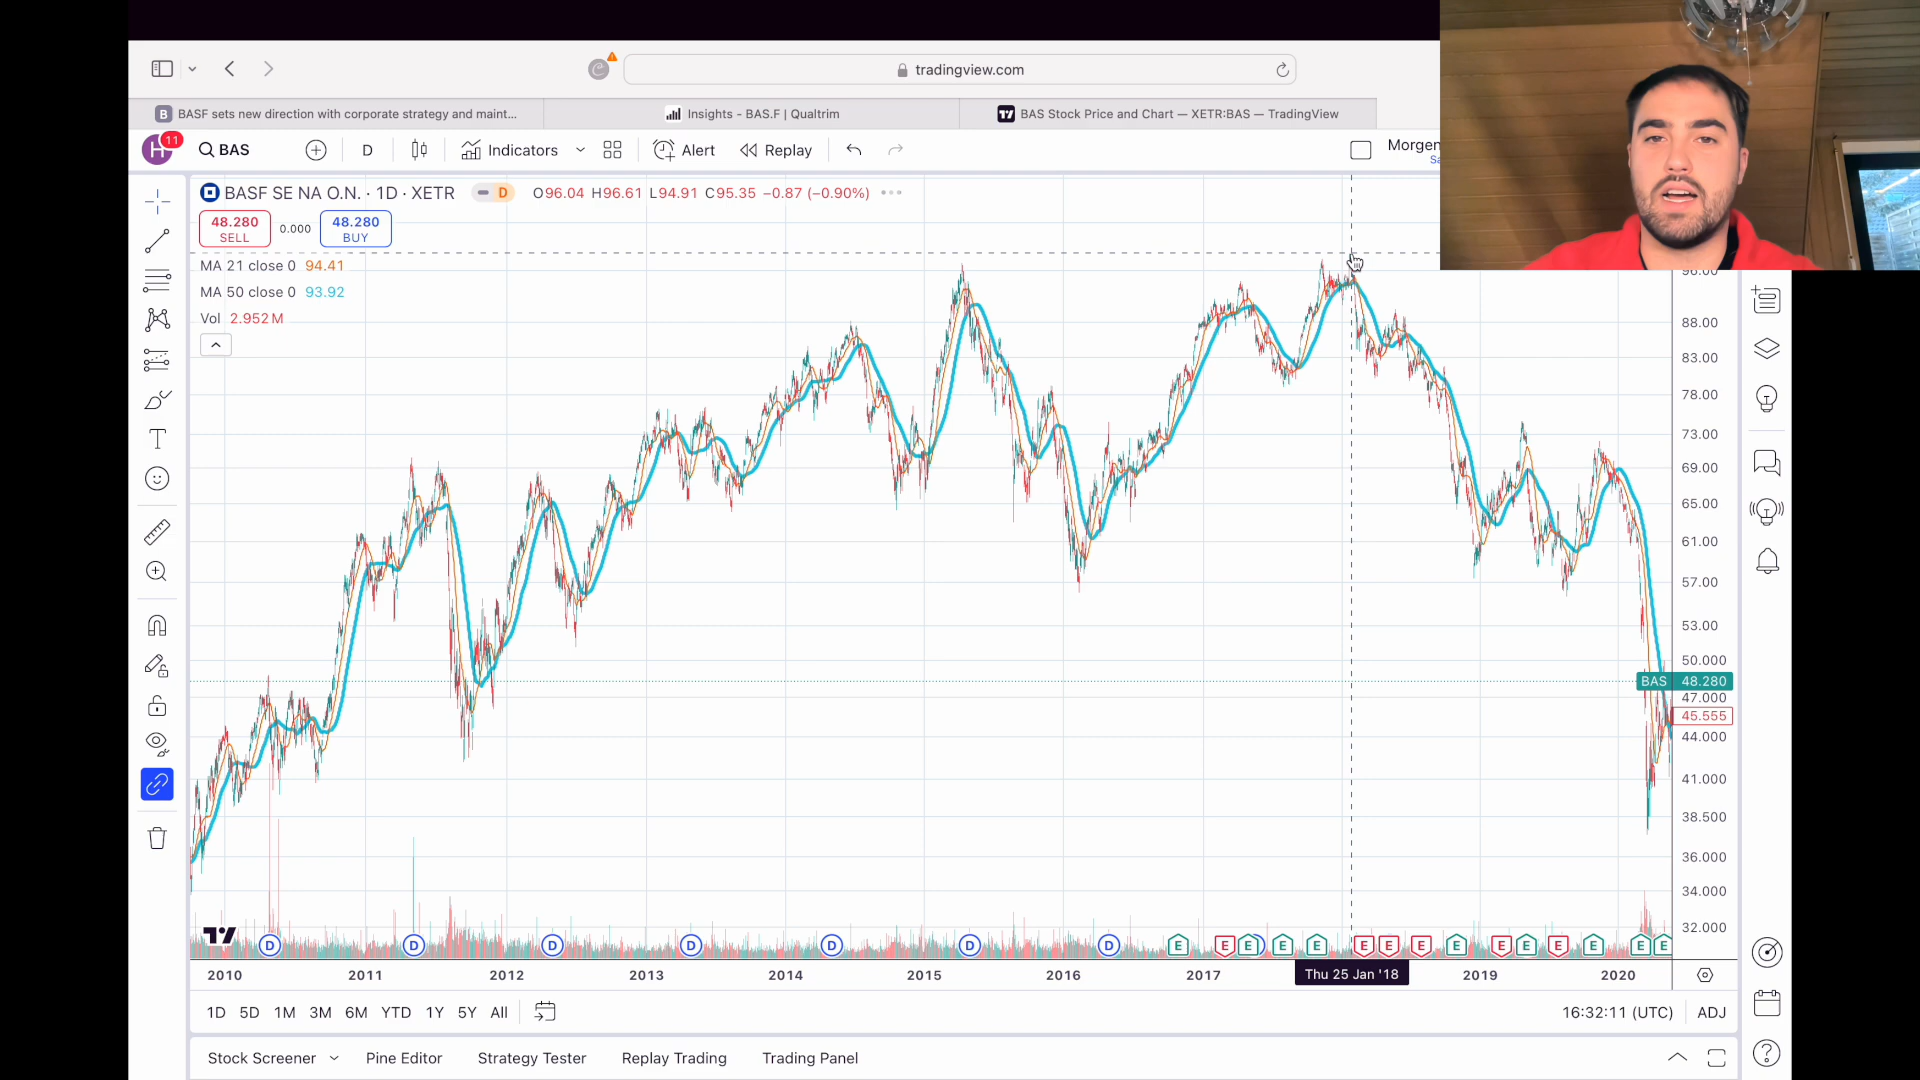 tradingview.com
BASF sets new direction with corporate strategy and maint...
Insights - BAS.F | Qualtrim
BAS Stock Price and Chart — XETR:BAS — TradingView
H 11
BAS
D
Indicators
Alert
Replay
Morgen
BASF SE NA O.N. · 1D · XETR
D
O96.04 H96.61 L94.91 C95.35 −0.87 (−0.90%)
48.280 SELL
0.000
48.280 BUY
MA 21 close 0 94.41
MA 50 close 0 93.92
Vol 2.952 M
88.00
83.00
78.00
73.00
69.00
65.00
61.00
57.00
53.00
50.000
BAS 48.280
47.000
45.555
44.000
41.000
38.500
36.000
34.000
32.000
D D D D D D D E E E E E E E E E E E E E E E
2010 2011 2012 2013 2014 2015 2016 2017 Thu 25 Jan '18 2019 2020
1D 5D 1M 3M 6M YTD 1Y 5Y All
16:32:11 (UTC) ADJ
Stock Screener Pine Editor Strategy Tester Replay Trading Trading Panel